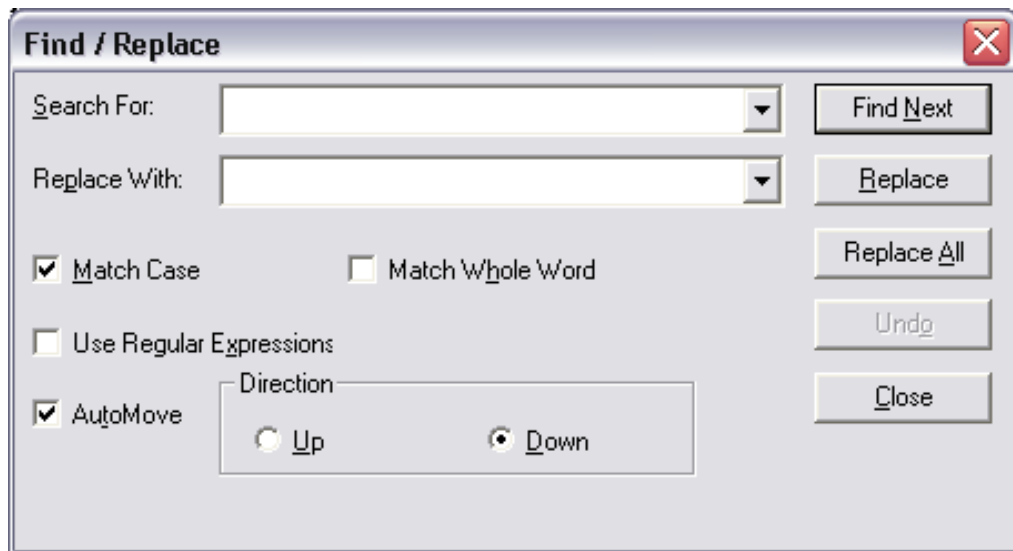 Find / Replace
Search For:
Find Next
Replace With:
Replace
Match Case
Match Whole Word
Replace All
Use Regular Expressions
Undo
AutoMove
Direction
Up
Down
Close